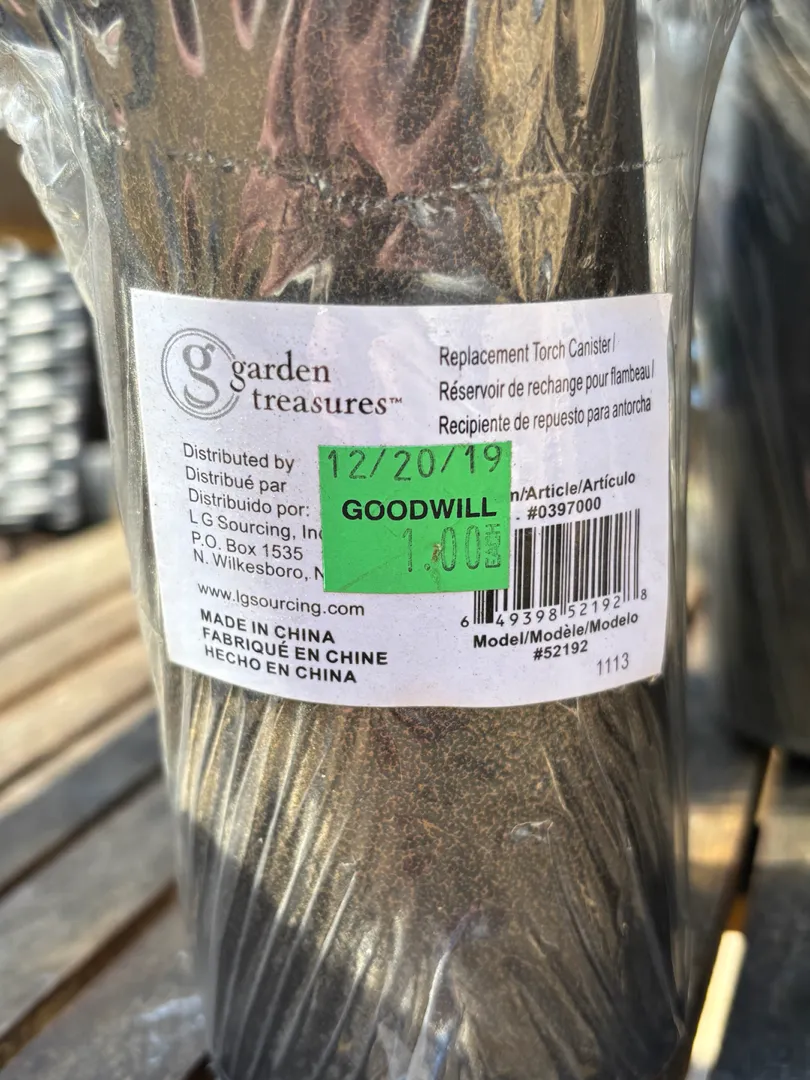 g garden
treasures™
Replacement Torch Canister/
Réservoir de rechange pour flambeau/
Recipiente de repuesto para antorcha
Distributed by
Distribué par
Distribuido por:
L G Sourcing,
P.O. Box 1535
N. Wilkesboro,
www.lgsourcing.com
MADE IN CHINA
FABRIQUÉ EN CHINE
HECHO EN CHINA
12/20/19
GOODWILL
1.00 EACH
/Article/Artículo
#0397000
6 49398 52192 8
Model/Modèle/Modelo
#52192
1113